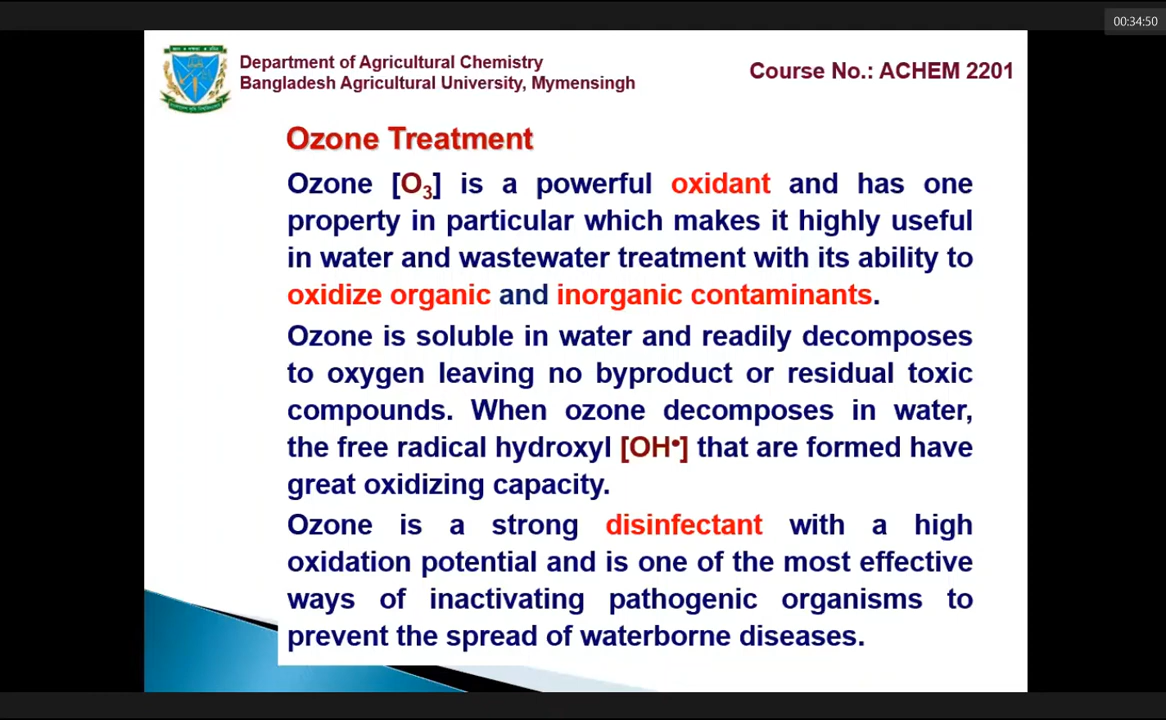 00:34:50
Department of Agricultural Chemistry
Bangladesh Agricultural University, Mymensingh
Course No.: ACHEM 2201
Ozone Treatment
Ozone [O₃] is a powerful oxidant and has one
property in particular which makes it highly useful
in water and wastewater treatment with its ability to
oxidize organic and inorganic contaminants.
Ozone is soluble in water and readily decomposes
to oxygen leaving no byproduct or residual toxic
compounds. When ozone decomposes in water,
the free radical hydroxyl [OH•] that are formed have
great oxidizing capacity.
Ozone is a strong disinfectant with a high
oxidation potential and is one of the most effective
ways of inactivating pathogenic organisms to
prevent the spread of waterborne diseases.